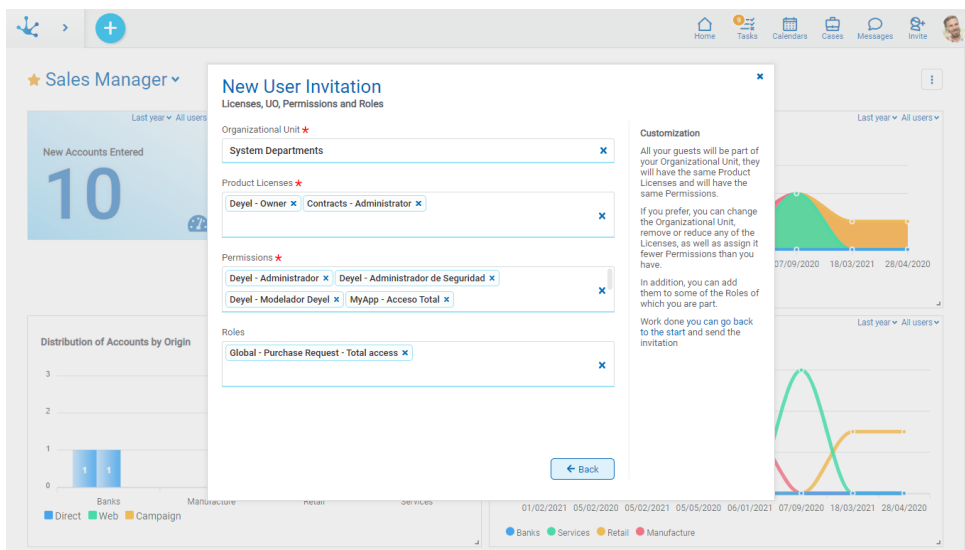 Home
6
Tasks
Calendars
Cases
Messages
Invite
Sales Manager
Last year All users
New Accounts Entered
10
New User Invitation
Licenses, UO, Permissions and Roles
Organizational Unit *
System Departments
Product Licenses *
Deyel - Owner × Contracts - Administrator ×
Permissions *
Deyel - Administrador × Deyel - Administrador de Seguridad ×
Deyel - Modelador Deyel × MyApp - Acceso Total ×
Roles
Global - Purchase Request - Total access ×
← Back
Customization
All your guests will be part of
your Organizational Unit, they
will have the same Product
Licenses and will have the
same Permissions.
If you prefer, you can change
the Organizational Unit,
remove or reduce any of the
Licenses, as well as assign it
fewer Permissions than you
have.
In addition, you can add
them to some of the Roles of
which you are part.
Work done you can go back
to the start and send the
invitation
Last year All users
07/09/2020 18/03/2021 28/04/2020
Distribution of Accounts by Origin
3
2
1
0
1 1
Banks Manufacture Retail Services
Direct Web Campaign
Last year All users
01/02/2021 05/02/2020 05/02/2021 05/05/2020 06/01/2021 07/09/2020 18/03/2021 28/04/2021
Banks Services Retail Manufacture